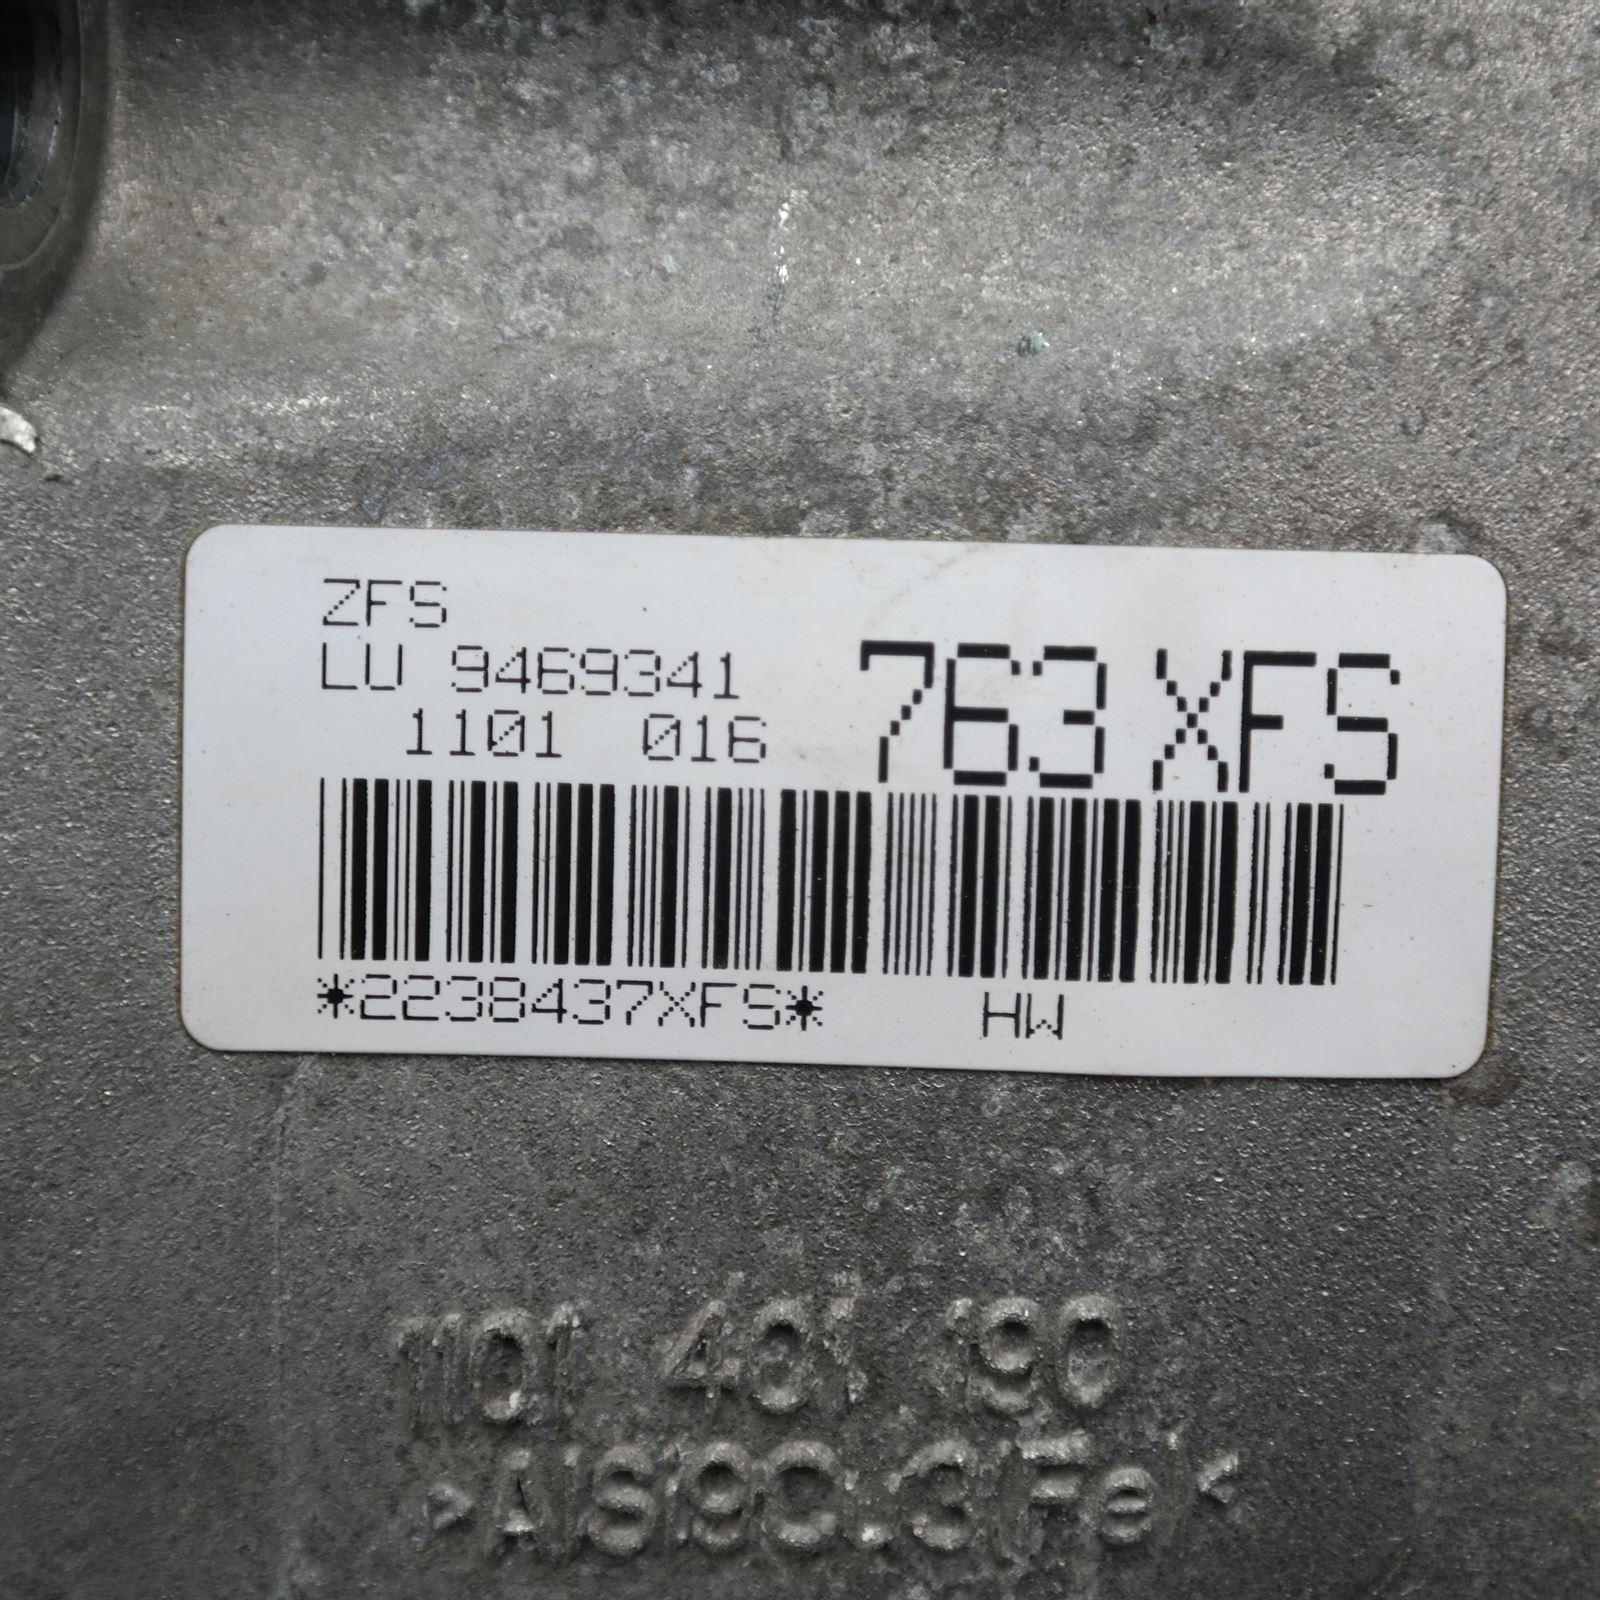 ZFS
LU 9469341
763 XFS
1101 016
*2238437XFS*
HW
1101 401 190
>AlSi9Cu3(Fe)<